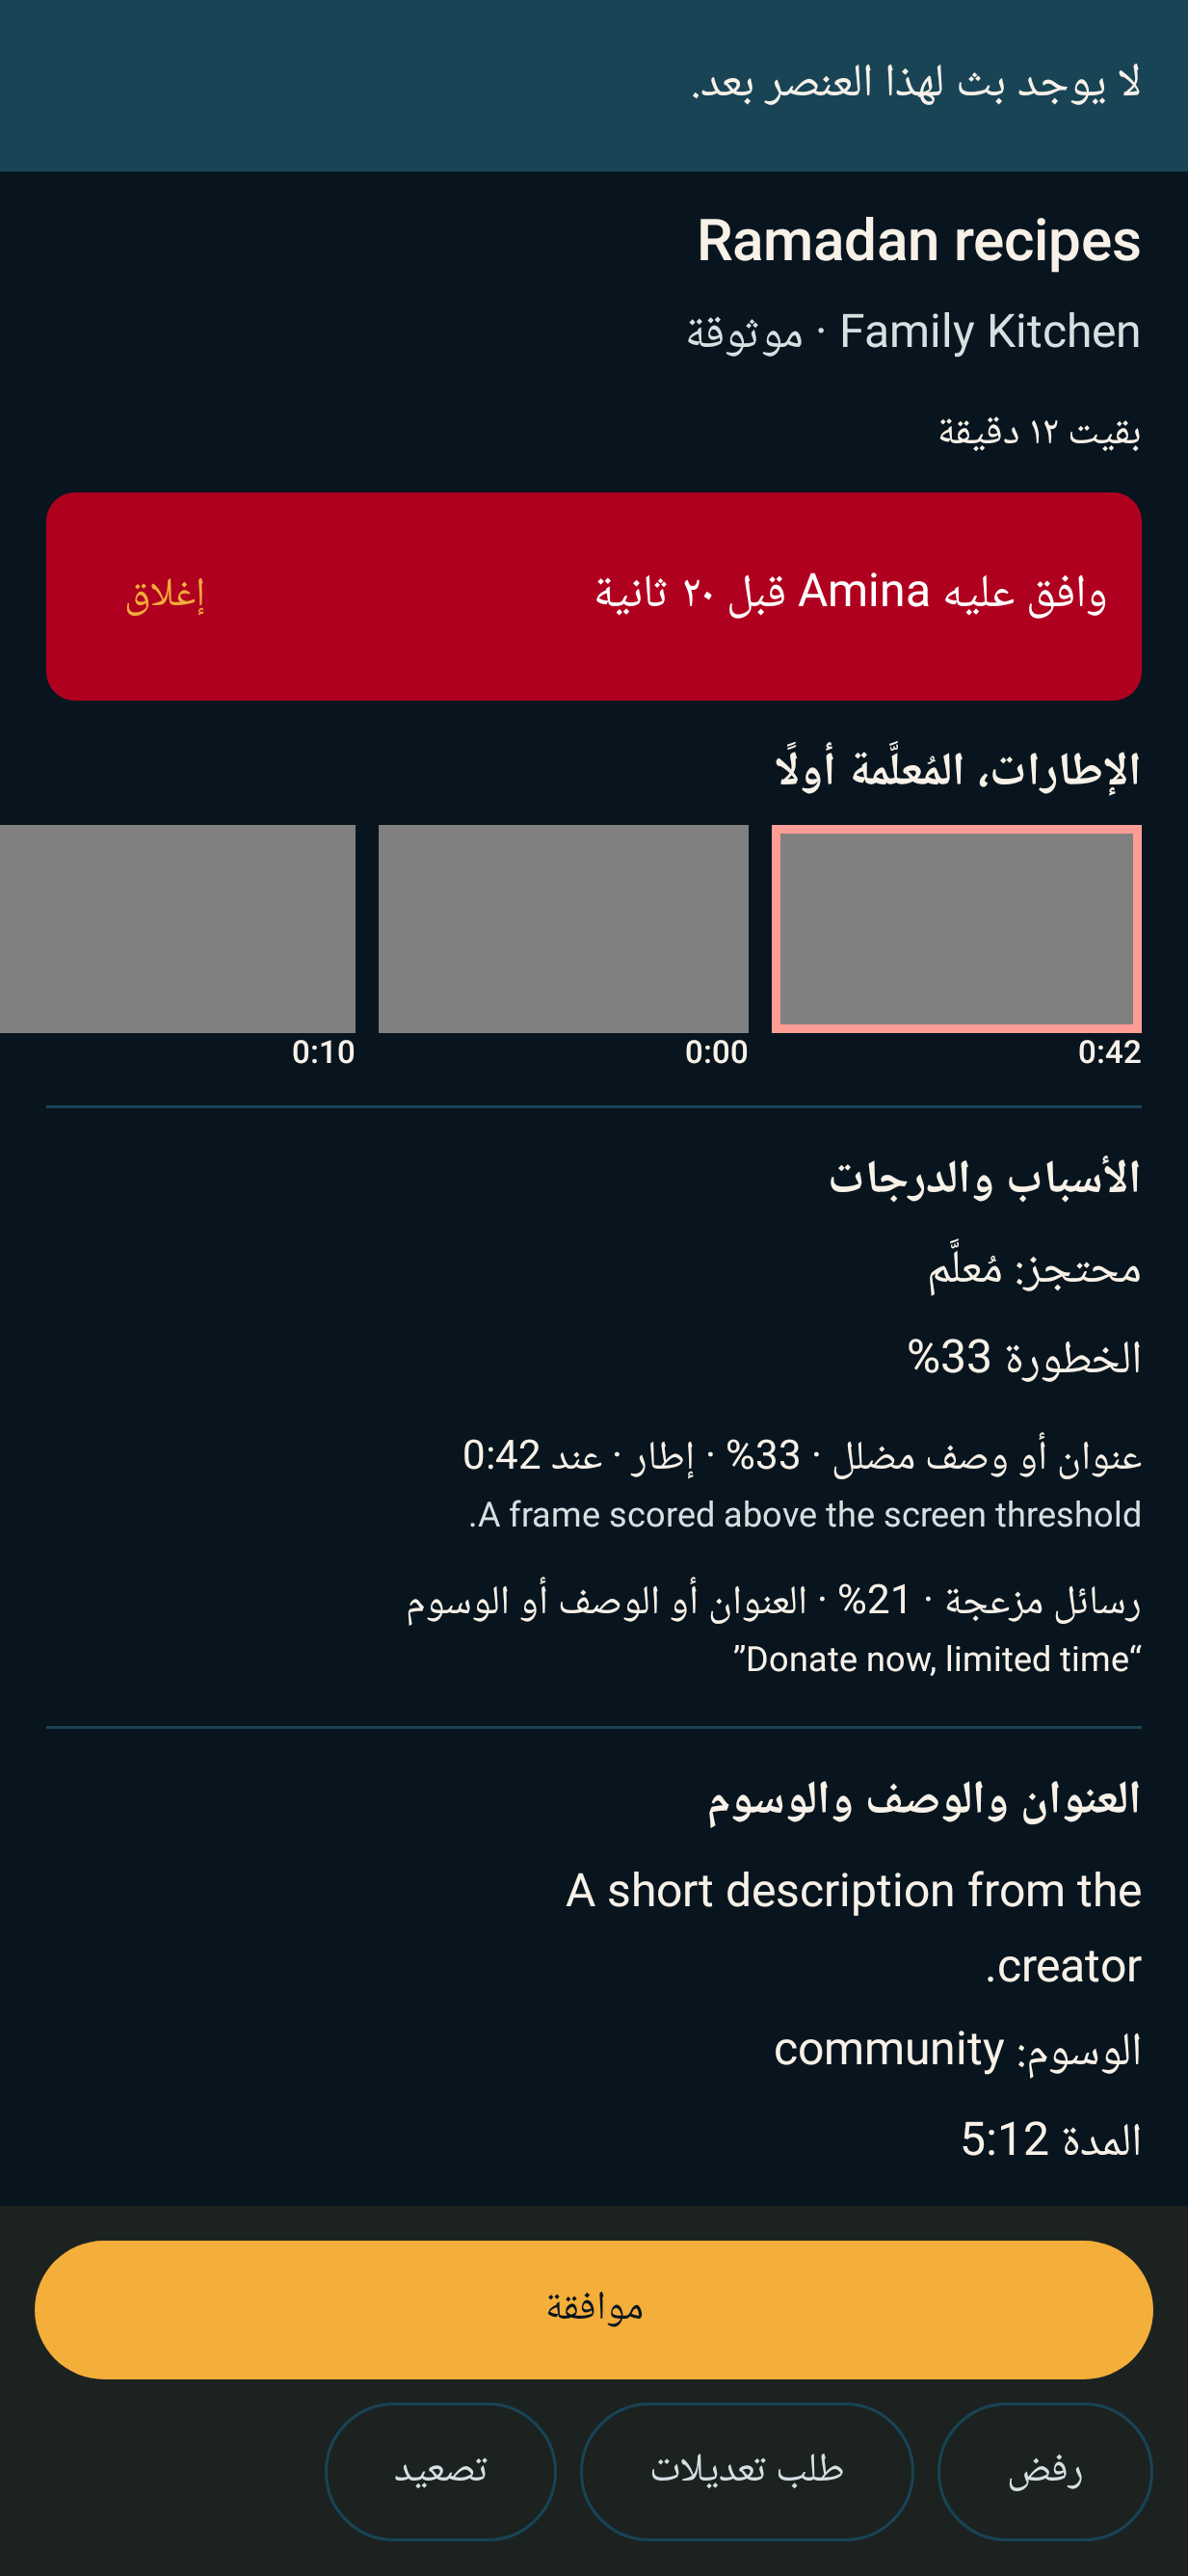 لا يوجد بث لهذا العنصر بعد.
Ramadan recipes
Family Kitchen · موثوقة
بقيت ١٢ دقيقة
وافق عليه Amina قبل ٢٠ ثانية
إغلاق
الإطارات، المُعلَّمة أولًا
0:42
0:00
0:10
الأسباب والدرجات
محتجز: مُعلَّم
الخطورة 33%
عنوان أو وصف مضلل · 33% · إطار · عند 0:42
A frame scored above the screen threshold.
رسائل مزعجة · 21% · العنوان أو الوصف أو الوسوم
“Donate now, limited time”
العنوان والوصف والوسوم
A short description from the
creator.
الوسوم: community
المدة 5:12
موافقة
رفض
طلب تعديلات
تصعيد